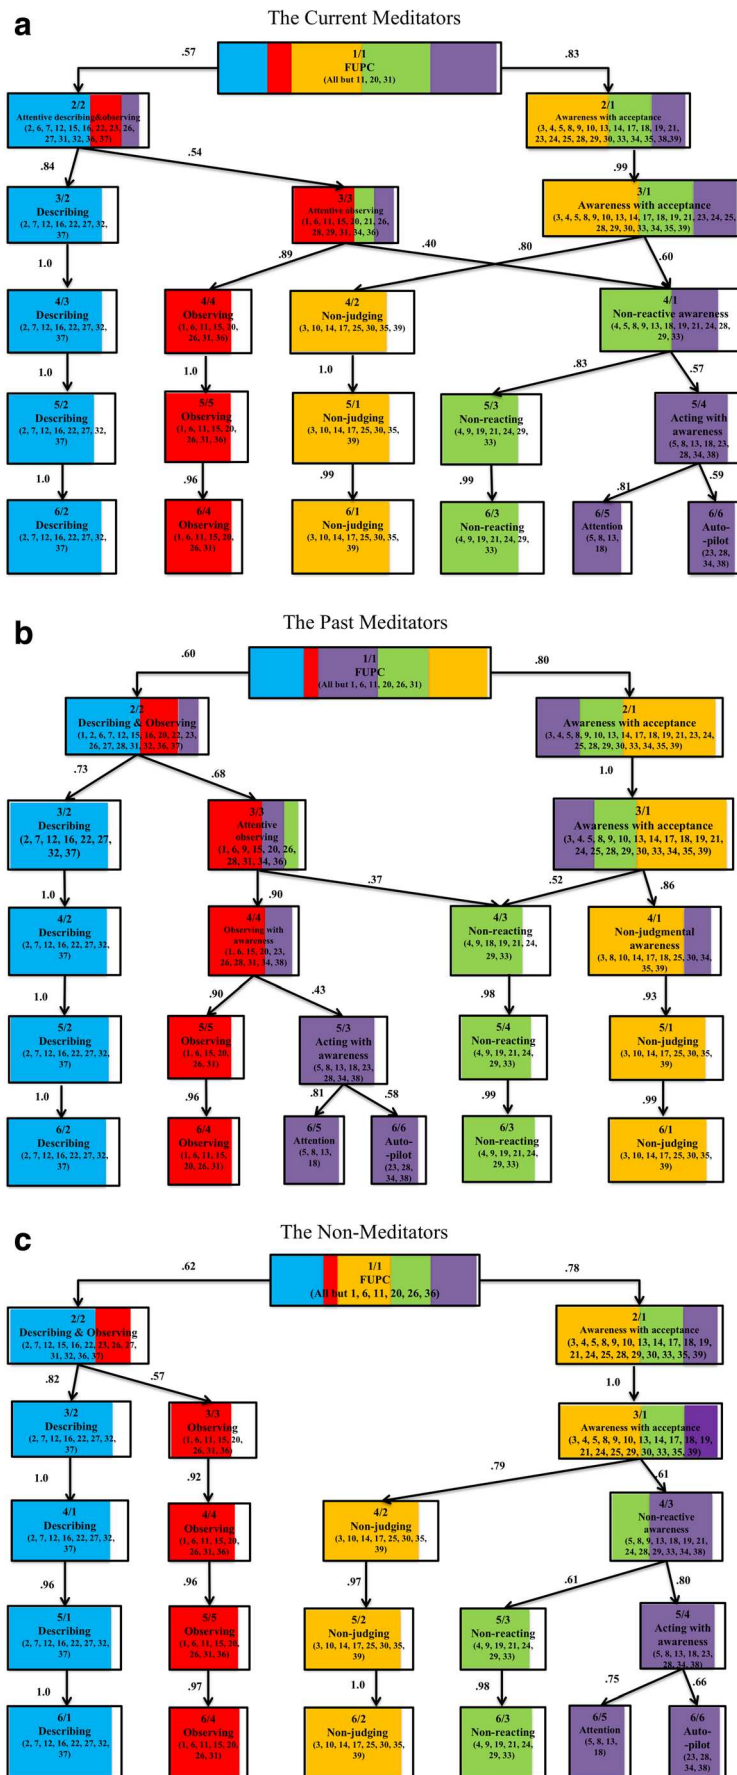 a
The Current Meditators
.57
1/1
FUPC
(All but 11, 20, 31)
.83
2/2
Attentive describing&observing
(2, 6, 7, 12, 15, 16, 22, 23, 26,
27, 31, 32, 36, 37)
2/1
Awareness with acceptance
(3, 4, 5, 8, 9, 10, 13, 14, 17, 18, 19, 21,
23, 24, 25, 28, 29, 30, 33, 34, 35, 38,39)
.84
.54
.99
3/2
Describing
(2, 7, 12, 16, 22, 27, 32,
37)
3/3
Attentive observing
(1, 6, 11, 15, 20, 21, 26,
28, 29, 31, 34, 36)
3/1
Awareness with acceptance
(3, 4, 5, 8, 9, 10, 13, 14, 17, 18, 19, 21, 23, 24, 25,
28, 29, 30, 33, 34, 35, 39)
1.0
.89
.40
.80
.60
4/3
Describing
(2, 7, 12, 16, 22, 27, 32,
37)
4/4
Observing
(1, 6, 11, 15, 20,
26, 31, 36)
4/2
Non-judging
(3, 10, 14, 17, 25, 30, 35, 39)
4/1
Non-reactive awareness
(4, 5, 8, 9, 13, 18, 19, 21, 24, 28,
29, 33)
1.0
1.0
1.0
.83
.57
5/2
Describing
(2, 7, 12, 16, 22, 27, 32,
37)
5/5
Observing
(1, 6, 11, 15, 20,
26, 31, 36)
5/1
Non-judging
(3, 10, 14, 17, 25, 30, 35,
39)
5/3
Non-reacting
(4, 9, 19, 21, 24, 29,
33)
5/4
Acting with
awareness
(5, 8, 13, 18, 23,
28, 34, 38)
1.0
.96
.99
.99
.81
.59
6/2
Describing
(2, 7, 12, 16, 22, 27, 32,
37)
6/4
Observing
(1, 6, 11, 15, 20,
26, 31)
6/1
Non-judging
(3, 10, 14, 17, 25, 30, 35,
39)
6/3
Non-reacting
(4, 9, 19, 21, 24, 29,
33)
6/5
Attention
(5, 8, 13,
18)
6/6
Auto-
-pilot
(23, 28,
34, 38)
b
The Past Meditators
.60
1/1
FUPC
(All but 1, 6, 11, 20, 26, 31)
.80
2/2
Describing & Observing
(1, 2, 6, 7, 12, 15, 16, 20, 22, 23,
26, 27, 28, 31, 32, 36, 37)
2/1
Awareness with acceptance
(3, 4, 5, 8, 9, 10, 13, 14, 17, 18, 19, 21, 23, 24,
25, 28, 29, 30, 33, 34, 35, 39)
.73
.68
1.0
3/2
Describing
(2, 7, 12, 16, 22, 27,
32, 37)
3/3
Attentive
observing
(1, 6, 9, 15, 20, 26,
28, 31, 34, 36)
3/1
Awareness with acceptance
(3, 4, 5, 8, 9, 10, 13, 14, 17, 18, 19, 21,
24, 25, 28, 29, 30, 33, 34, 35, 39)
1.0
.90
.37
.52
.86
4/2
Describing
(2, 7, 12, 16, 22, 27, 32,
37)
4/4
Observing with
awareness
(1, 6, 15, 20, 23,
26, 28, 31, 34, 38)
4/3
Non-reacting
(4, 9, 18, 19, 21, 24,
29, 33)
4/1
Non-judgmental
awareness
(3, 8, 10, 14, 17, 18, 25, 30, 34,
35, 39)
1.0
.90
.43
.98
.93
5/2
Describing
(2, 7, 12, 16, 22, 27, 32,
37)
5/5
Observing
(1, 6, 15, 20,
26, 31)
5/3
Acting with
awareness
(5, 8, 13, 18, 23,
28, 34, 38)
5/4
Non-reacting
(4, 9, 19, 21, 24,
29, 33)
5/1
Non-judging
(3, 10, 14, 17, 25, 30, 35,
39)
1.0
.96
.81
.58
.99
.99
6/2
Describing
(2, 7, 12, 16, 22, 27, 32,
37)
6/4
Observing
(1, 6, 11, 15,
20, 26, 31)
6/5
Attention
(5, 8, 13,
18)
6/6
Auto-
-pilot
(23, 28,
34, 38)
6/3
Non-reacting
(4, 9, 19, 21, 24,
29, 33)
6/1
Non-judging
(3, 10, 14, 17, 25, 30, 35,
39)
c
The Non-Meditators
.62
1/1
FUPC
(All but 1, 6, 11, 20, 26, 36)
.78
2/2
Describing & Observing
(2, 7, 12, 15, 16, 22, 23, 26, 27,
31, 32, 36, 37)
2/1
Awareness with acceptance
(3, 4, 5, 8, 9, 10, 13, 14, 17, 18, 19,
21, 24, 25, 28, 29, 30, 33, 35, 39)
.82
.57
1.0
3/2
Describing
(2, 7, 12, 16, 22, 27, 32,
37)
3/3
Observing
(1, 6, 11, 15, 20,
26, 31, 36)
3/1
Awareness with acceptance
(3, 4, 5, 8, 9, 10, 13, 14, 17, 18, 19,
21, 24, 25, 29, 30, 33, 35, 39)
1.0
.92
.79
.61
4/1
Describing
(2, 7, 12, 16, 22, 27, 32,
37)
4/4
Observing
(1, 6, 11, 15, 20,
26, 31, 36)
4/2
Non-judging
(3, 10, 14, 17, 25, 30, 35,
39)
4/3
Non-reactive
awareness
(5, 8, 9, 13, 18, 19, 21,
24, 28, 29, 33, 34, 38)
.96
.96
.97
.61
.80
5/1
Describing
(2, 7, 12, 16, 22, 27, 32,
37)
5/5
Observing
(1, 6, 11, 15, 20,
26, 31, 36)
5/2
Non-judging
(3, 10, 14, 17, 25, 30, 35,
39)
5/3
Non-reacting
(4, 9, 19, 21, 24,
29, 33)
5/4
Acting with
awareness
(5, 8, 13, 18, 23,
28, 34, 38)
1.0
.97
1.0
.98
.75
.66
6/1
Describing
(2, 7, 12, 16, 22, 27, 32,
37)
6/4
Observing
(1, 6, 11, 15, 20,
26, 31)
6/2
Non-judging
(3, 10, 14, 17, 25, 30, 35,
39)
6/3
Non-reacting
(4, 9, 19, 21, 24,
29, 33)
6/5
Attention
(5, 8, 13,
18)
6/6
Auto-
-pilot
(23, 28,
34, 38)